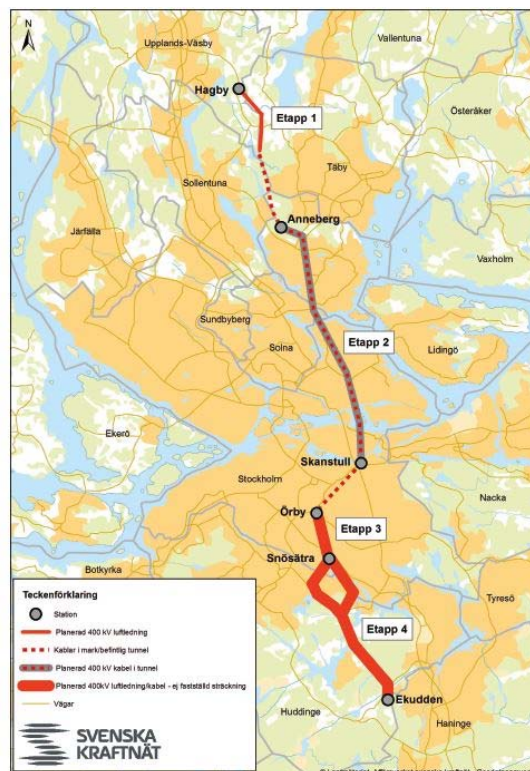 N
Upplands-Väsby
Vallentuna
Hagby
Etapp 1
Österåker
Täby
Sollentuna
Anneberg
Järfälla
Vaxholm
Sundbyberg
Etapp 2
Solna
Lidingö
Ekerö
Skanstull
Stockholm
Nacka
Örby
Etapp 3
Snösätra
Botkyrka
Tyresö
Etapp 4
Ekudden
Huddinge
Haninge
Teckenförklaring
Station
Planerad 400 kV luftledning
Kablar i mark/befintlig tunnel
Planerad 400 kV kabel i tunnel
Planerad 400kV luftledning/kabel - ej fastställd sträckning
Vägar
SVENSKA
KRAFTNÄT